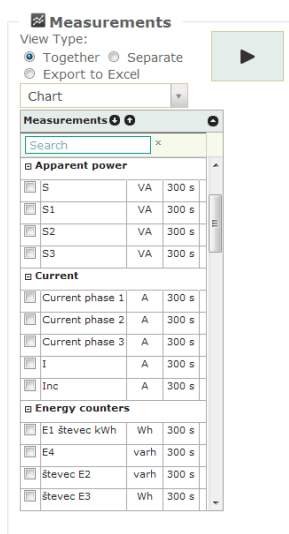 Measurements
View Type:
Together Separate
Export to Excel
Chart
Measurements
Search ×
Apparent power
S VA 300 s
S1 VA 300 s
S2 VA 300 s
S3 VA 300 s
Current
Current phase 1 A 300 s
Current phase 2 A 300 s
Current phase 3 A 300 s
I A 300 s
Inc A 300 s
Energy counters
E1 števec kWh Wh 300 s
E4 varh 300 s
števec E2 varh 300 s
števec E3 Wh 300 s